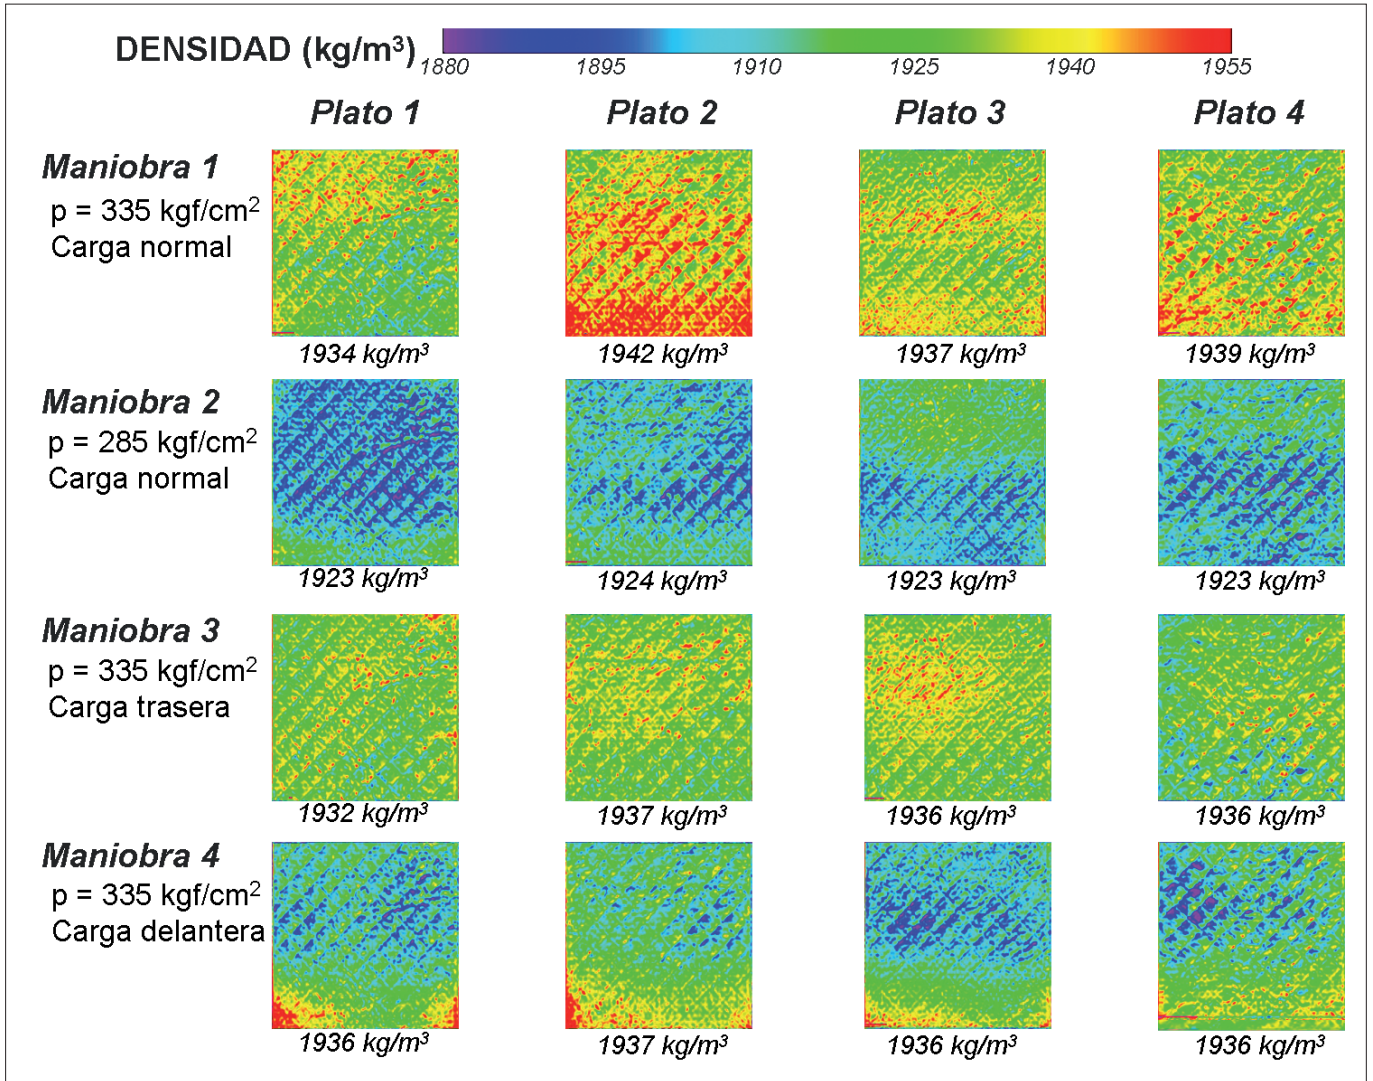 DENSIDAD (kg/m³)
1880 1895 1910 1925 1940 1955
Plato 1 Plato 2 Plato 3 Plato 4
Maniobra 1
p = 335 kgf/cm²
Carga normal
1934 kg/m³ 1942 kg/m³ 1937 kg/m³ 1939 kg/m³
Maniobra 2
p = 285 kgf/cm²
Carga normal
1923 kg/m³ 1924 kg/m³ 1923 kg/m³ 1923 kg/m³
Maniobra 3
p = 335 kgf/cm²
Carga trasera
1932 kg/m³ 1937 kg/m³ 1936 kg/m³ 1936 kg/m³
Maniobra 4
p = 335 kgf/cm²
Carga delantera
1936 kg/m³ 1937 kg/m³ 1936 kg/m³ 1936 kg/m³